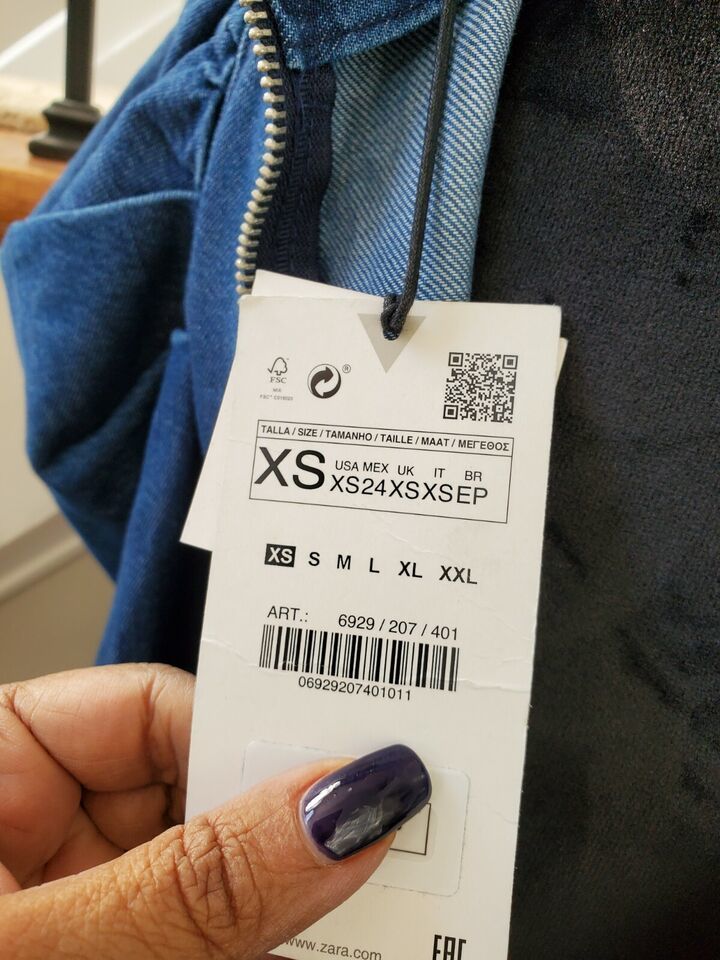 FSC
MIX
®
TALLA / SIZE / TAMANHO / TAILLE / MAAT / ΜΕΓΕΘΟΣ
XS
USA MEX UK IT BR
XS 24 XS XS EP
XS S M L XL XXL
ART.: 6929 / 207 / 401
06929207401011
www.zara.com
EAC